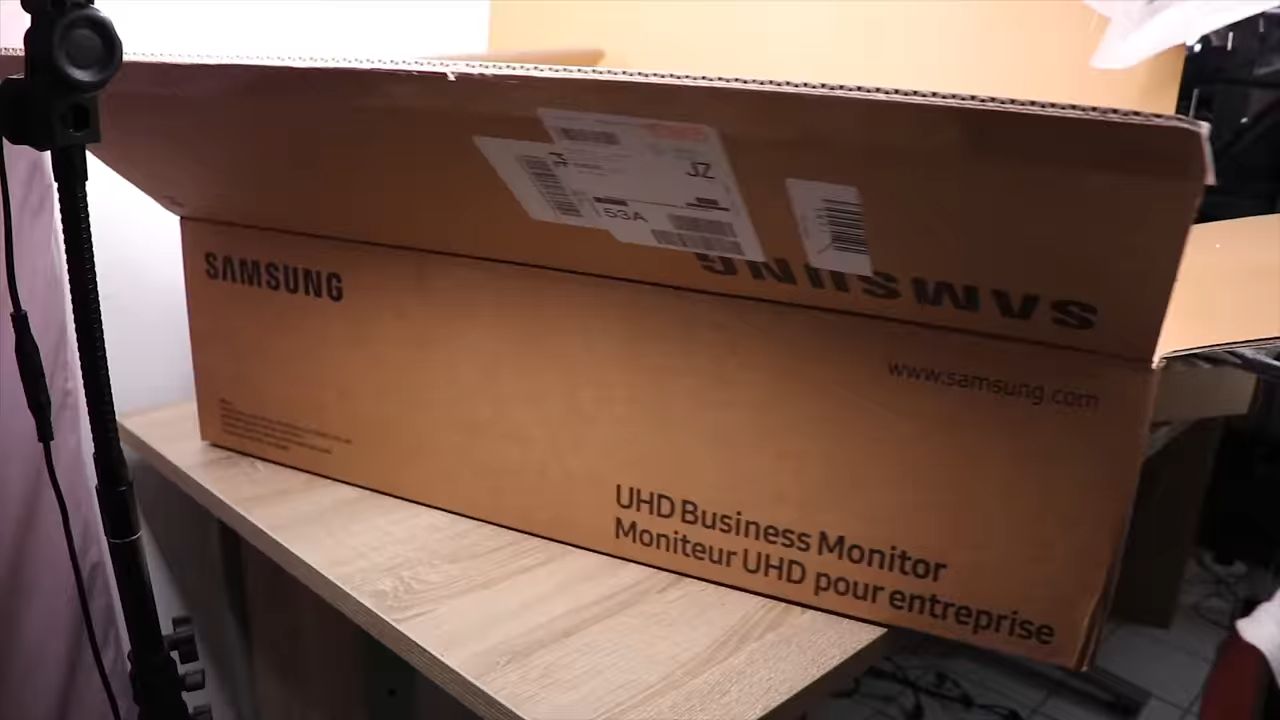 JZ
53A
SAMSUNG
SAMSUNG
www.samsung.com
UHD Business Monitor
Moniteur UHD pour entreprise